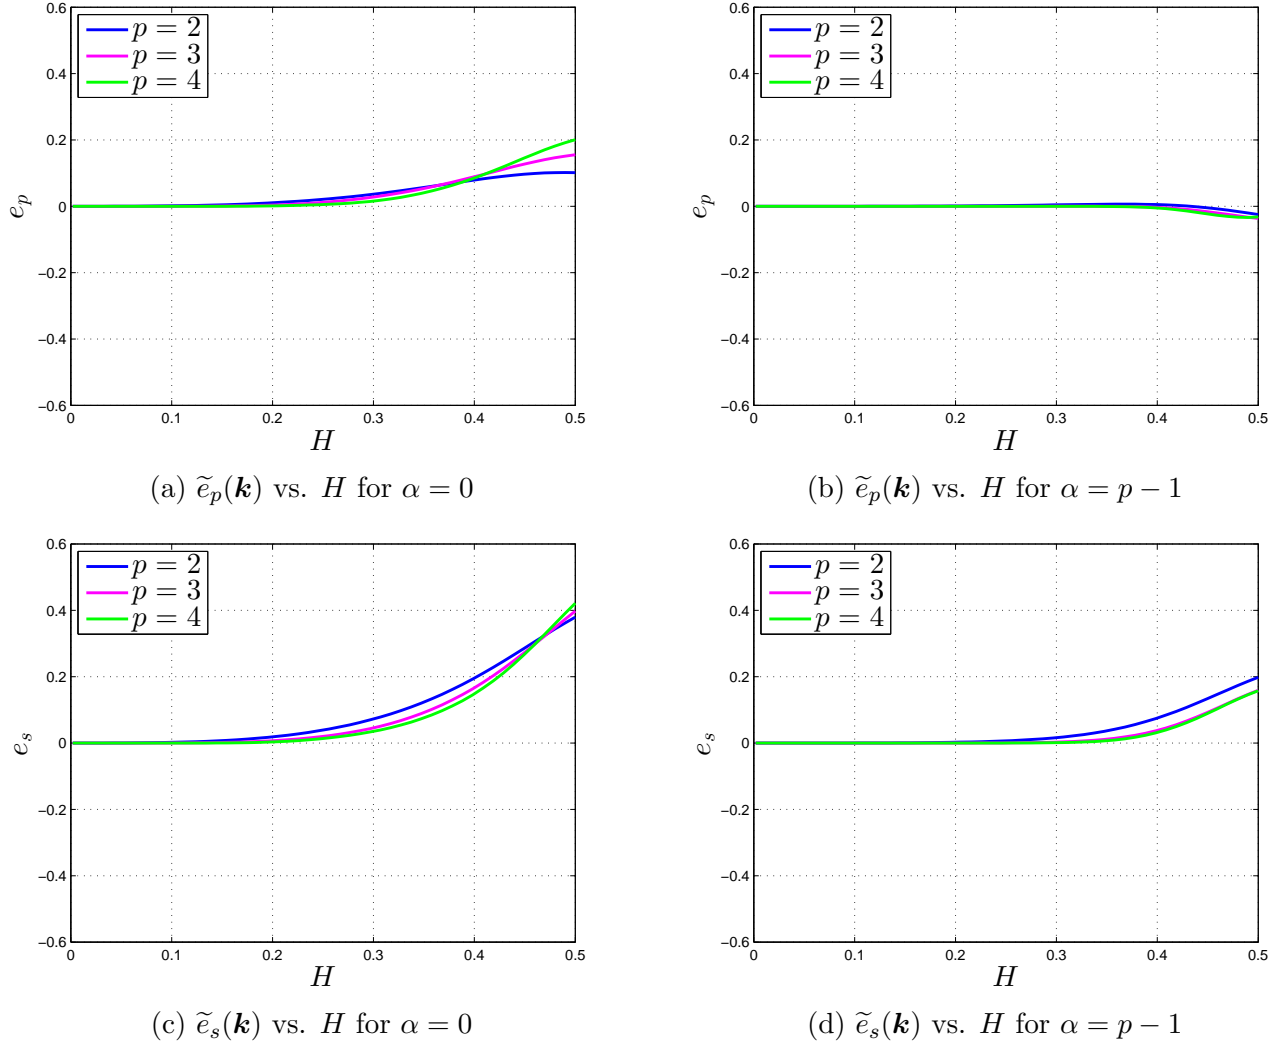 0.6
0.4
0.2
0
−0.2
−0.4
−0.6
e_p
p = 2
p = 3
p = 4
0 0.1 0.2 0.3 0.4 0.5
H
(a) ẽ_p(k) vs. H for α = 0
0.6
0.4
0.2
0
−0.2
−0.4
−0.6
e_p
p = 2
p = 3
p = 4
0 0.1 0.2 0.3 0.4 0.5
H
(b) ẽ_p(k) vs. H for α = p − 1
0.6
0.4
0.2
0
−0.2
−0.4
−0.6
e_s
p = 2
p = 3
p = 4
0 0.1 0.2 0.3 0.4 0.5
H
(c) ẽ_s(k) vs. H for α = 0
0.6
0.4
0.2
0
−0.2
−0.4
−0.6
e_s
p = 2
p = 3
p = 4
0 0.1 0.2 0.3 0.4 0.5
H
(d) ẽ_s(k) vs. H for α = p − 1